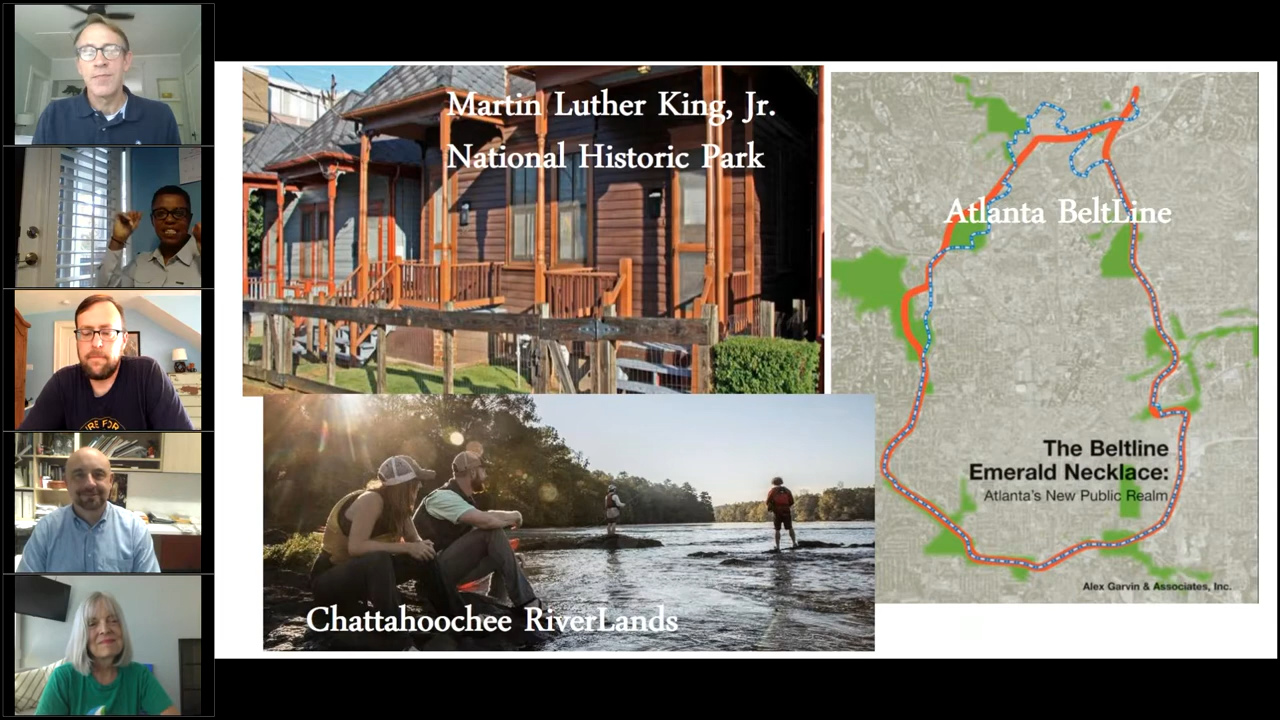 Martin Luther King, Jr.
National Historic Park
Atlanta BeltLine
The Beltline
Emerald Necklace:
Atlanta's New Public Realm
Alex Garvin & Associates, Inc.
Chattahoochee RiverLands